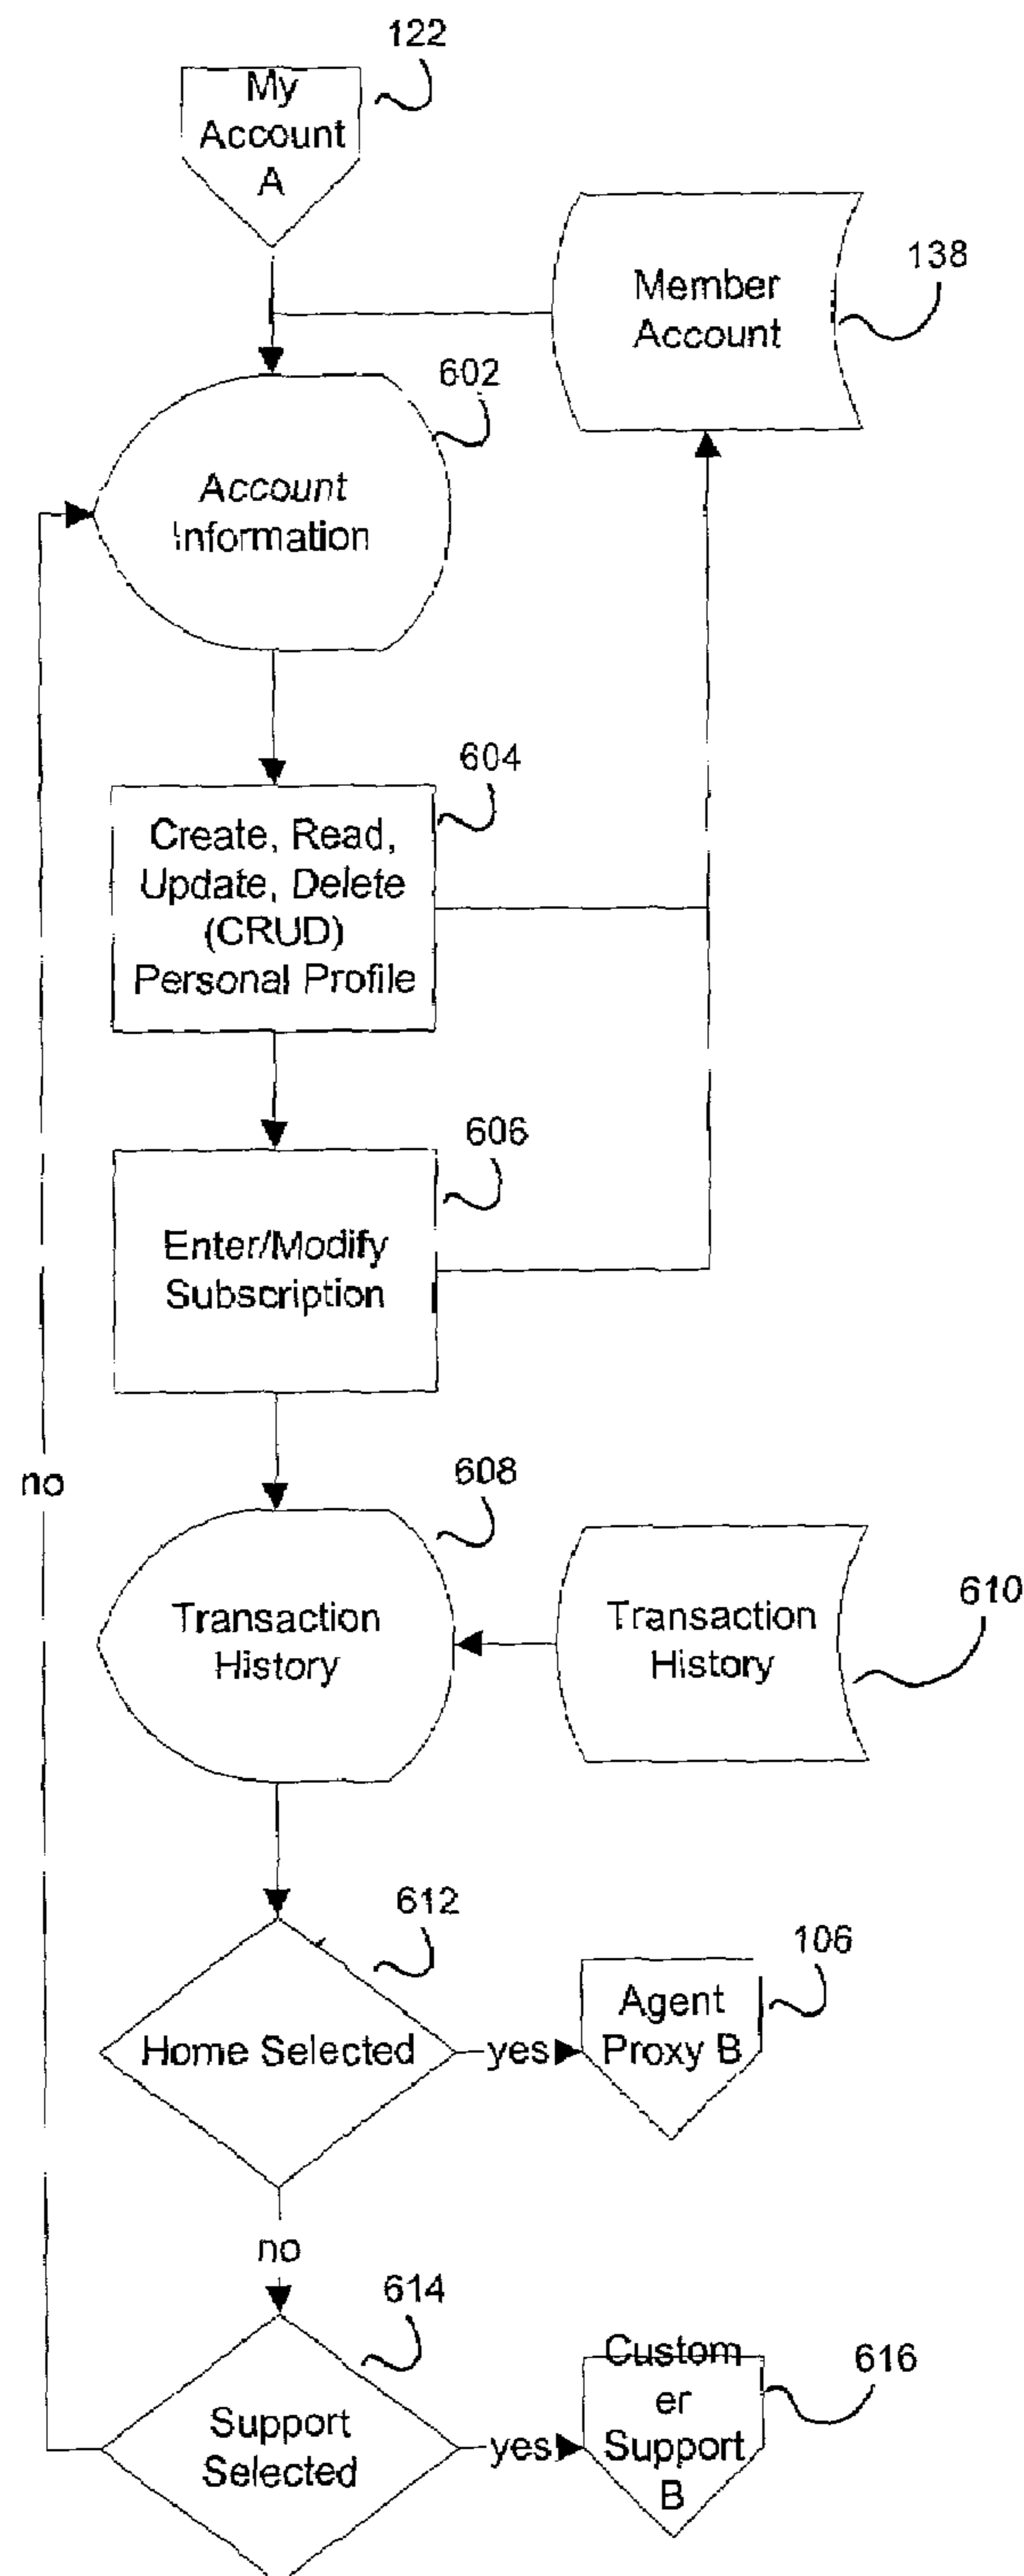 122
My
Account
A
Member
Account
138
602
Account
Information
604
Create, Read,
Update, Delete
(CRUD)
Personal Profile
606
Enter/Modify
Subscription
no
608
Transaction
History
Transaction
History
610
612
Home Selected
yes
Agent
Proxy B
106
no
614
Support
Selected
yes
Custom
er
Support
B
616